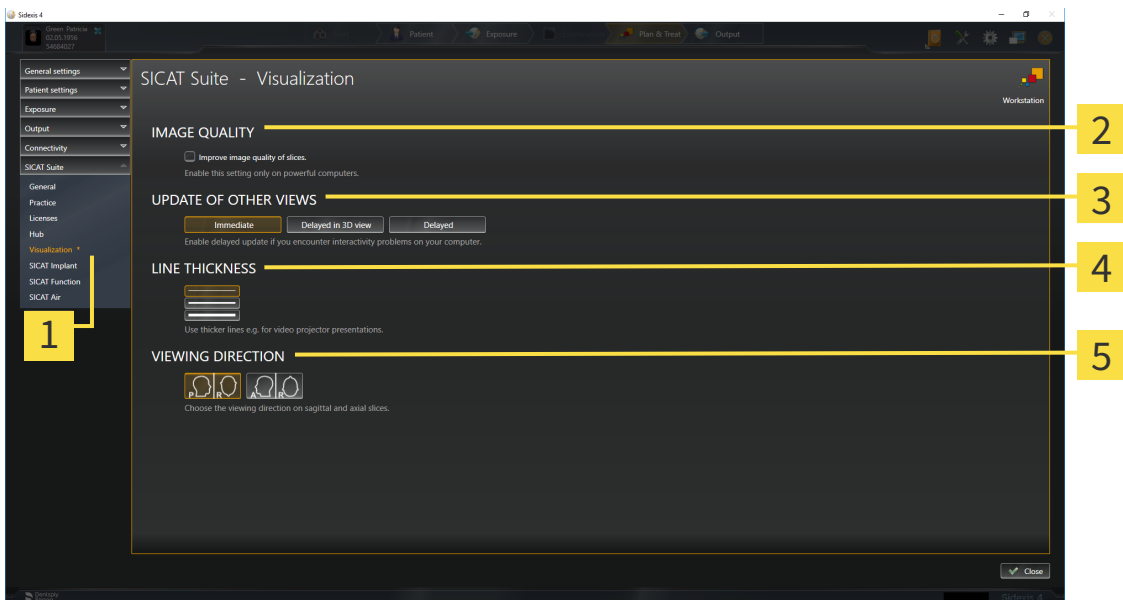 Sidexis 4
Green Patricia
02.05.1956
54684027
Patient
Exposure
Plan & Treat
Output
General settings
Patient settings
Exposure
Output
Connectivity
SICAT Suite
General
Practice
Licenses
Hub
Visualization *
SICAT Implant
SICAT Function
SICAT Air
1
SICAT Suite - Visualization
Workstation
IMAGE QUALITY
2
Improve image quality of slices.
Enable this setting only on powerful computers.
UPDATE OF OTHER VIEWS
3
Immediate Delayed in 3D view Delayed
Enable delayed update if you encounter interactivity problems on your computer.
LINE THICKNESS
4
Use thicker lines e.g. for video projector presentations.
VIEWING DIRECTION
5
P R A R
Choose the viewing direction on sagittal and axial slices.
Close
Dentsply
Sirona
Sidexis 4